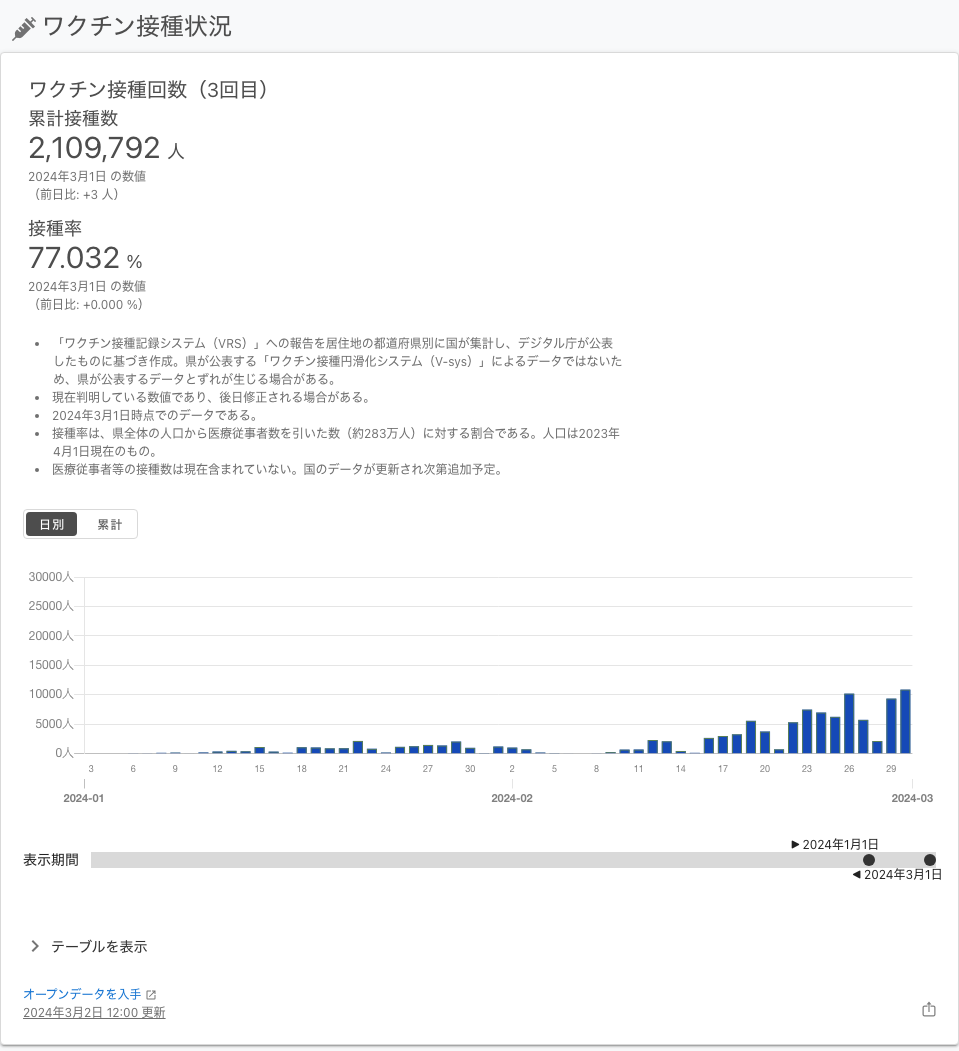 ワクチン接種状況
ワクチン接種回数（3回目）
累計接種数
2,109,792 人
2024年3月1日 の数値
（前日比: +3 人）
接種率
77.032 %
2024年3月1日 の数値
（前日比: +0.000 %）
「ワクチン接種記録システム（VRS）」への報告を居住地の都道府県別に国が集計し、デジタル庁が公表
したものに基づき作成。県が公表する「ワクチン接種円滑化システム（V-sys）」によるデータではないた
め、県が公表するデータとずれが生じる場合がある。
現在判明している数値であり、後日修正される場合がある。
2024年3月1日時点でのデータである。
接種率は、県全体の人口から医療従事者数を引いた数（約283万人）に対する割合である。人口は2023年
4月1日現在のもの。
医療従事者等の接種数は現在含まれていない。国のデータが更新され次第追加予定。
日別 累計
30000人
25000人
20000人
15000人
10000人
5000人
0人
3 6 9 12 15 18 21 24 27 30 2 5 8 11 14 17 20 23 26 29
2024-01 2024-02 2024-03
▶ 2024年1月1日
表示期間
◀ 2024年3月1日
テーブルを表示
オープンデータを入手
2024年3月2日 12:00 更新